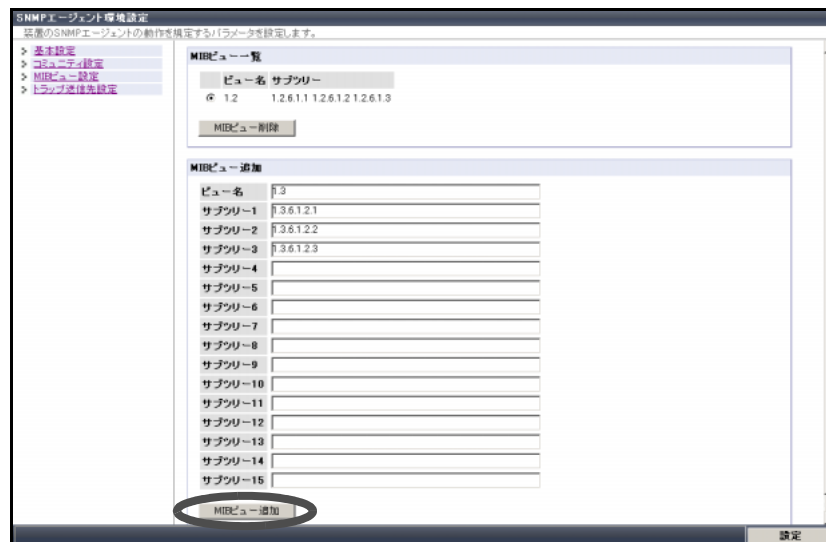 SNMPエージェント環境設定
装置のSNMPエージェントの動作を規定するパラメータを設定します。
> 基本設定
> コミュニティ設定
> MIBビュー設定
> トラップ送信先設定
MIBビュー一覧
ビュー名 サブツリー
1.2 1.2.6.1.1 1.2.6.1.2 1.2.6.1.3
MIBビュー削除
MIBビュー追加
ビュー名 1.3
サブツリー1 1.3.6.1.2.1
サブツリー2 1.3.6.1.2.2
サブツリー3 1.3.6.1.2.3
サブツリー4
サブツリー5
サブツリー6
サブツリー7
サブツリー8
サブツリー9
サブツリー10
サブツリー11
サブツリー12
サブツリー13
サブツリー14
サブツリー15
MIBビュー追加
設定